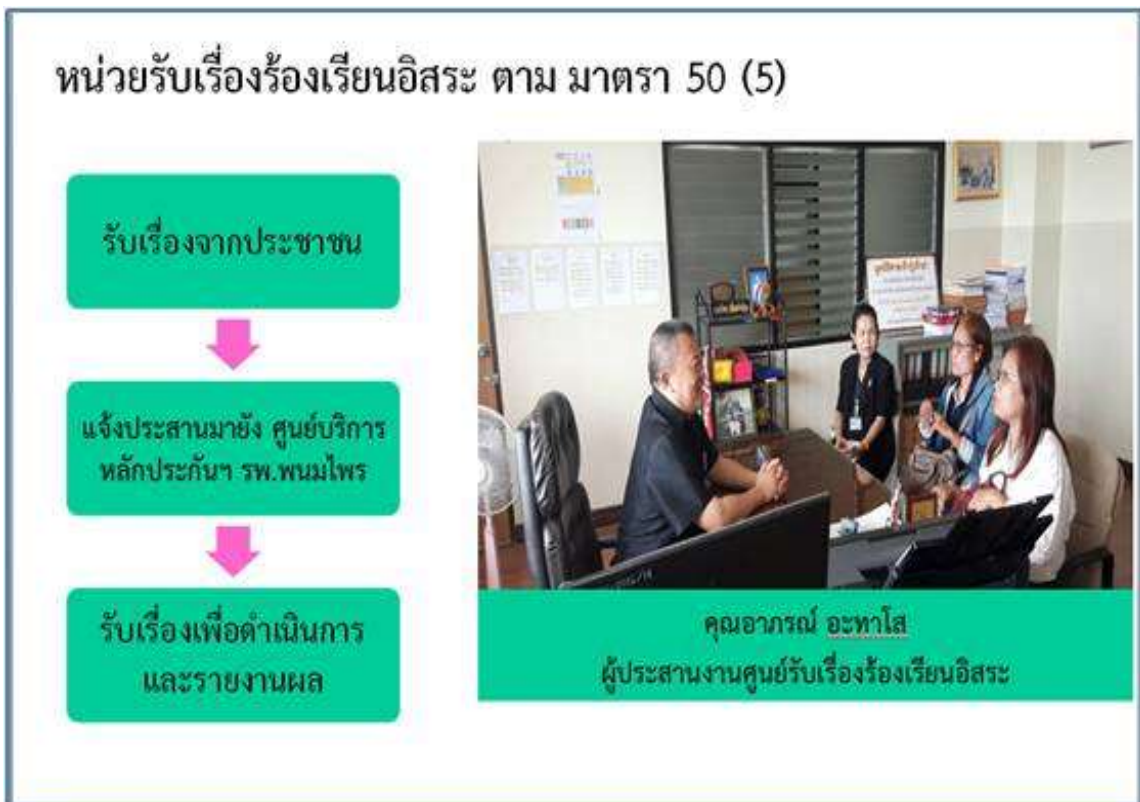 หน่วยรับเรื่องร้องเรียนอิสระ ตาม มาตรา 50 (5)
รับเรื่องจากประชาชน
แจ้งประสานมายัง ศูนย์บริการ
หลักประกันฯ รพ.พนมไพร
รับเรื่องเพื่อดำเนินการ
และรายงานผล
คุณอาภรณ์ อะทาโส
ผู้ประสานงานศูนย์รับเรื่องร้องเรียนอิสระ